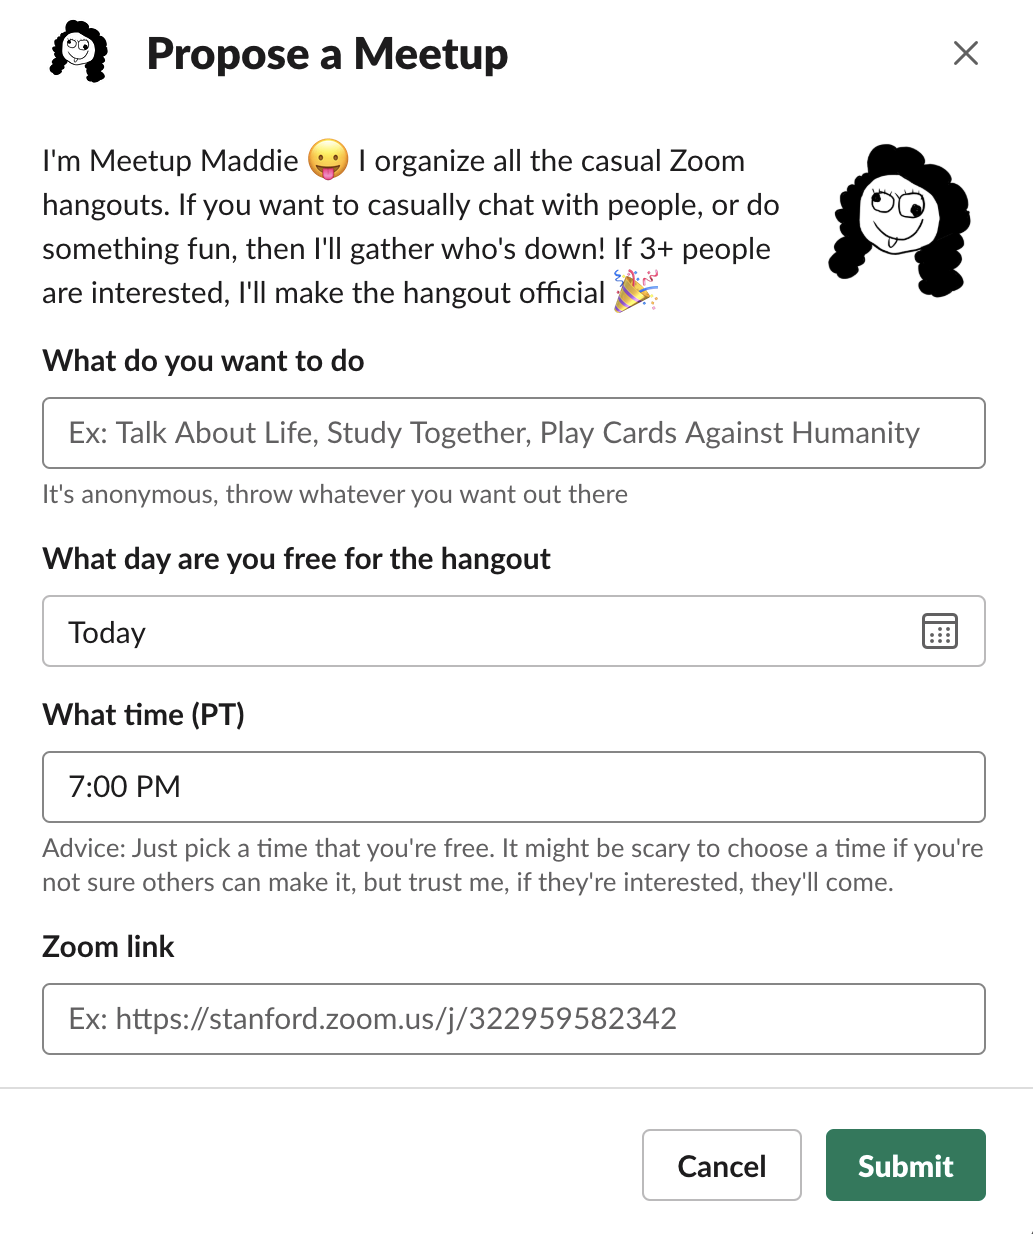 Propose a Meetup
I'm Meetup Maddie 😛 I organize all the casual Zoom
hangouts. If you want to casually chat with people, or do
something fun, then I'll gather who's down! If 3+ people
are interested, I'll make the hangout official 🎉
What do you want to do
Ex: Talk About Life, Study Together, Play Cards Against Humanity
It's anonymous, throw whatever you want out there
What day are you free for the hangout
Today
What time (PT)
7:00 PM
Advice: Just pick a time that you're free. It might be scary to choose a time if you're
not sure others can make it, but trust me, if they're interested, they'll come.
Zoom link
Ex: https://stanford.zoom.us/j/322959582342
Cancel
Submit